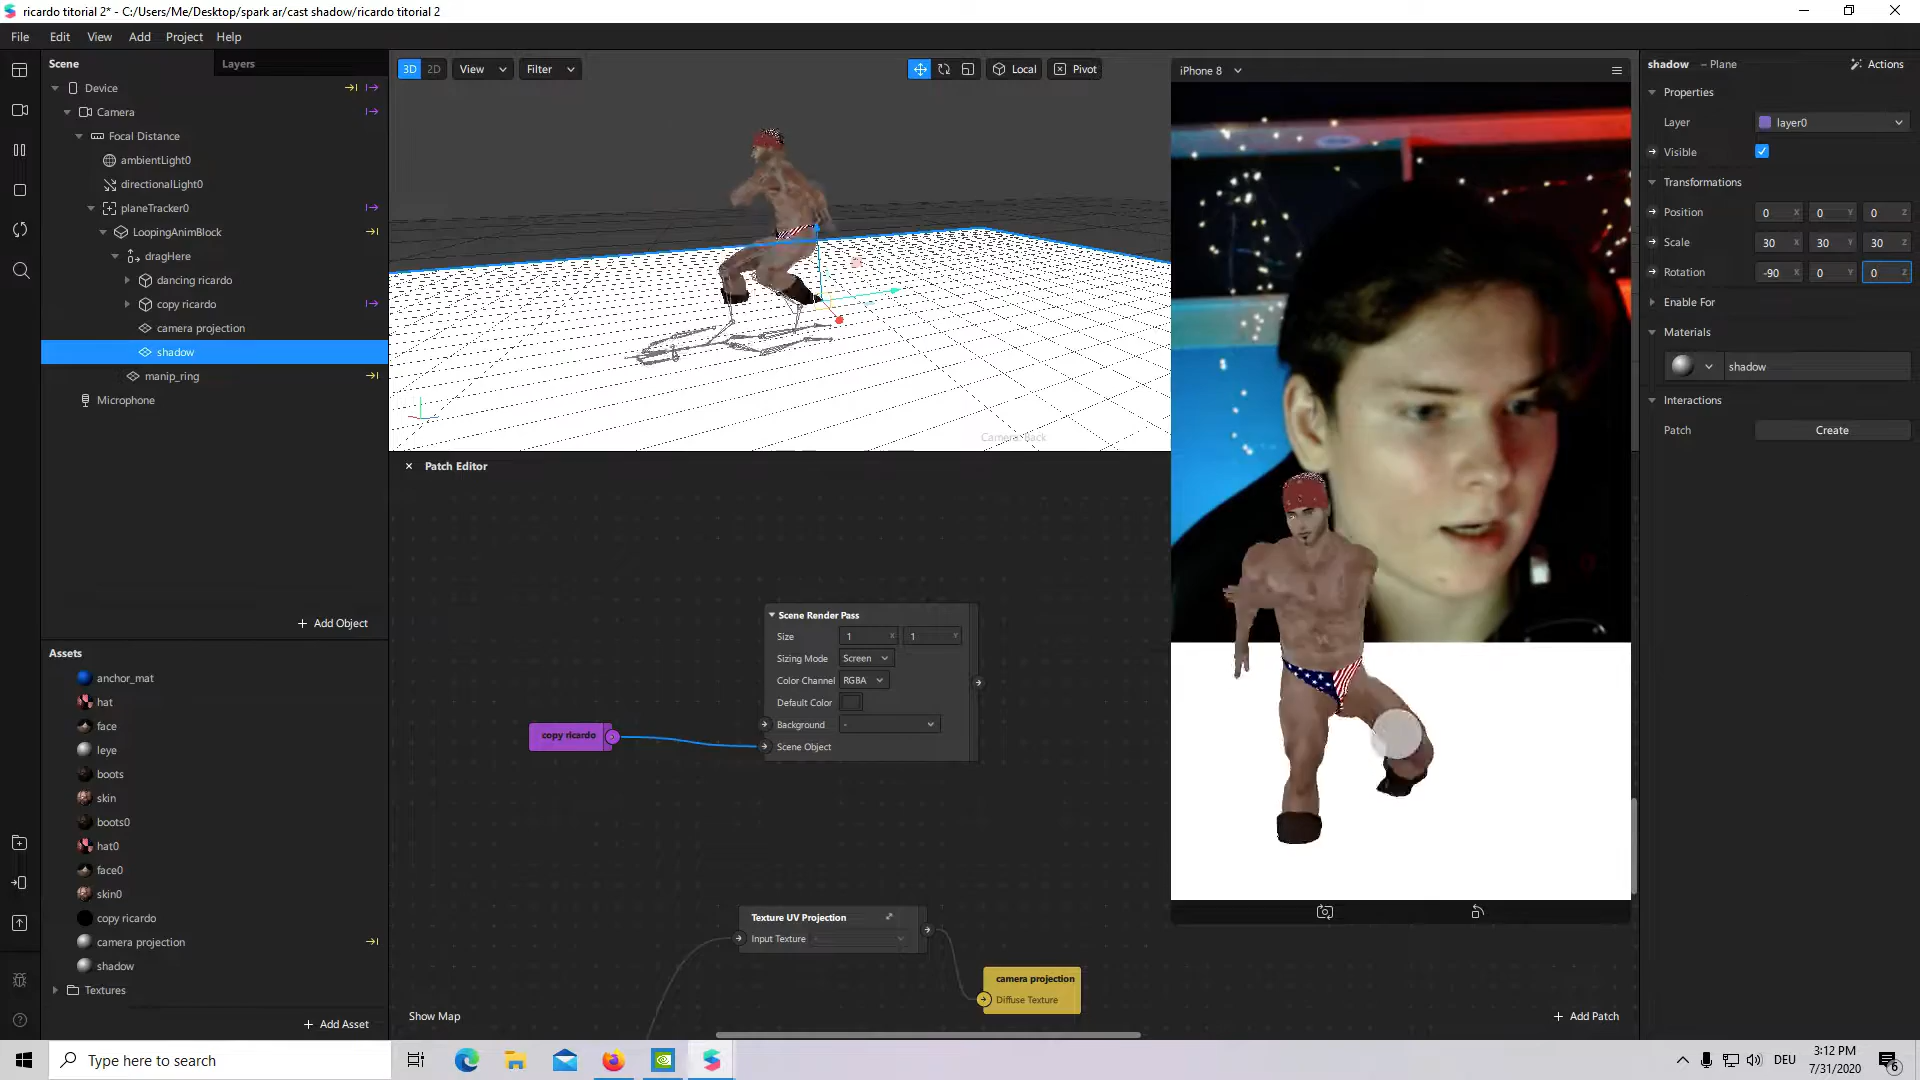 ricardo titorial 2* - C:/Users/Me/Desktop/spark ar/cast shadow/ricardo titorial 2
File Edit View Add Project Help
Scene
Layers
Device
Camera
Focal Distance
ambientLight0
directionalLight0
planeTracker0
LoopingAnimBlock
dragHere
dancing ricardo
copy ricardo
camera projection
shadow
manip_ring
Microphone
+ Add Object
Assets
anchor_mat
hat
face
leye
boots
skin
boots0
hat0
face0
skin0
copy ricardo
camera projection
shadow
Textures
+ Add Asset
3D 2D View Filter Local Pivot
Camera: Back
Patch Editor
Scene Render Pass
Size 1 X 1 Y
Sizing Mode Screen
Color Channel RGBA
Default Color
Background -
Scene Object
copy ricardo
Texture UV Projection
Input Texture
camera projection
Diffuse Texture
Show Map
+ Add Patch
iPhone 8
shadow – Plane Actions
Properties
Layer layer0
Visible
Transformations
Position 0 X 0 Y 0 Z
Scale 30 X 30 Y 30 Z
Rotation -90 X 0 Y 0 Z
Enable For
Materials
shadow
Interactions
Patch Create
Type here to search
DEU
3:12 PM
7/31/2020
6